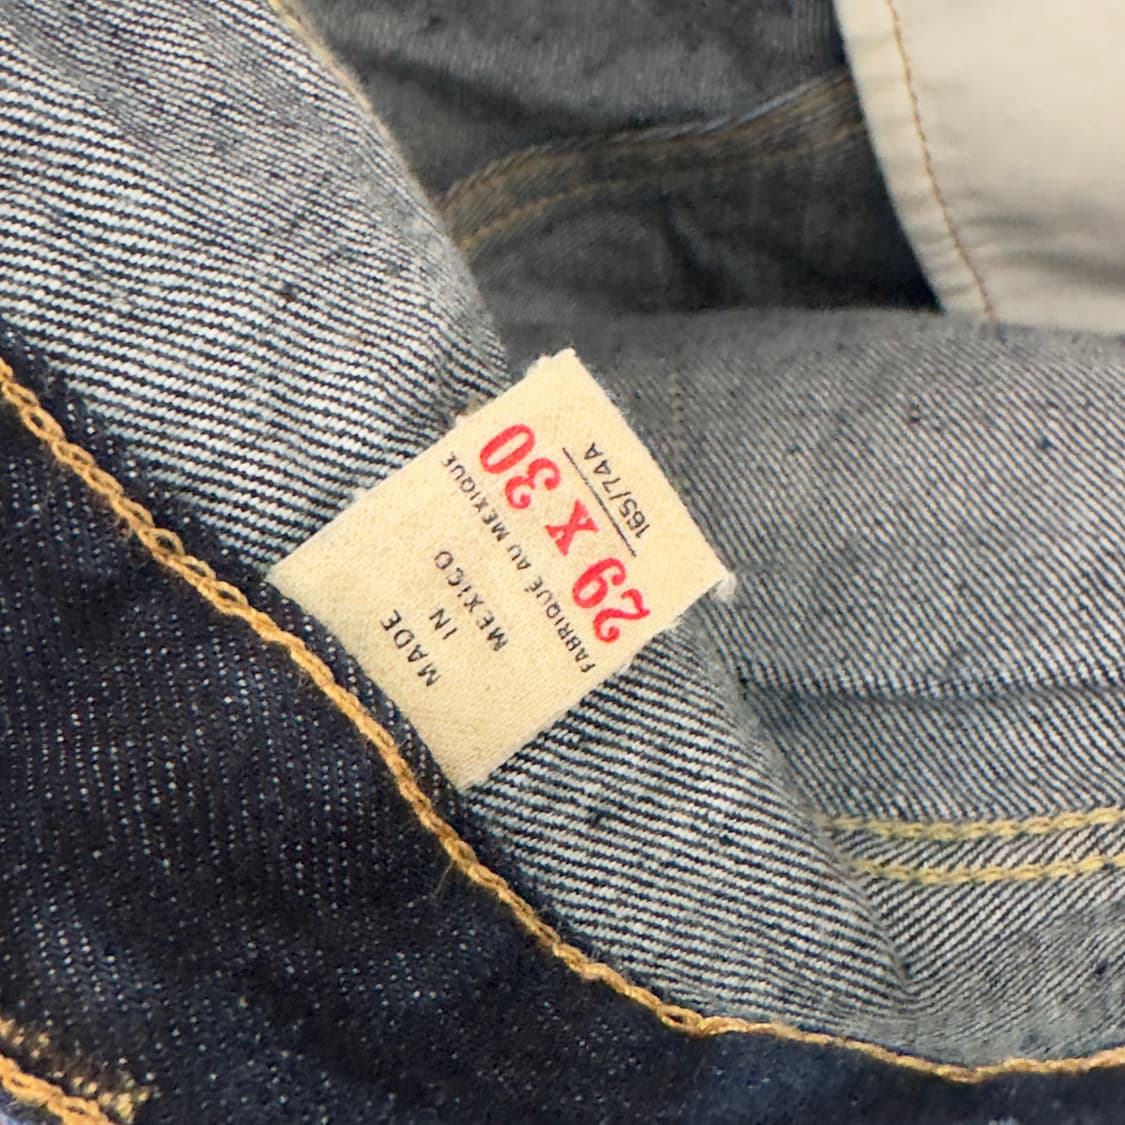 MADE
IN
MEXICO
FABRIQUÉ AU MEXIQUE
29 X 30
165/74A